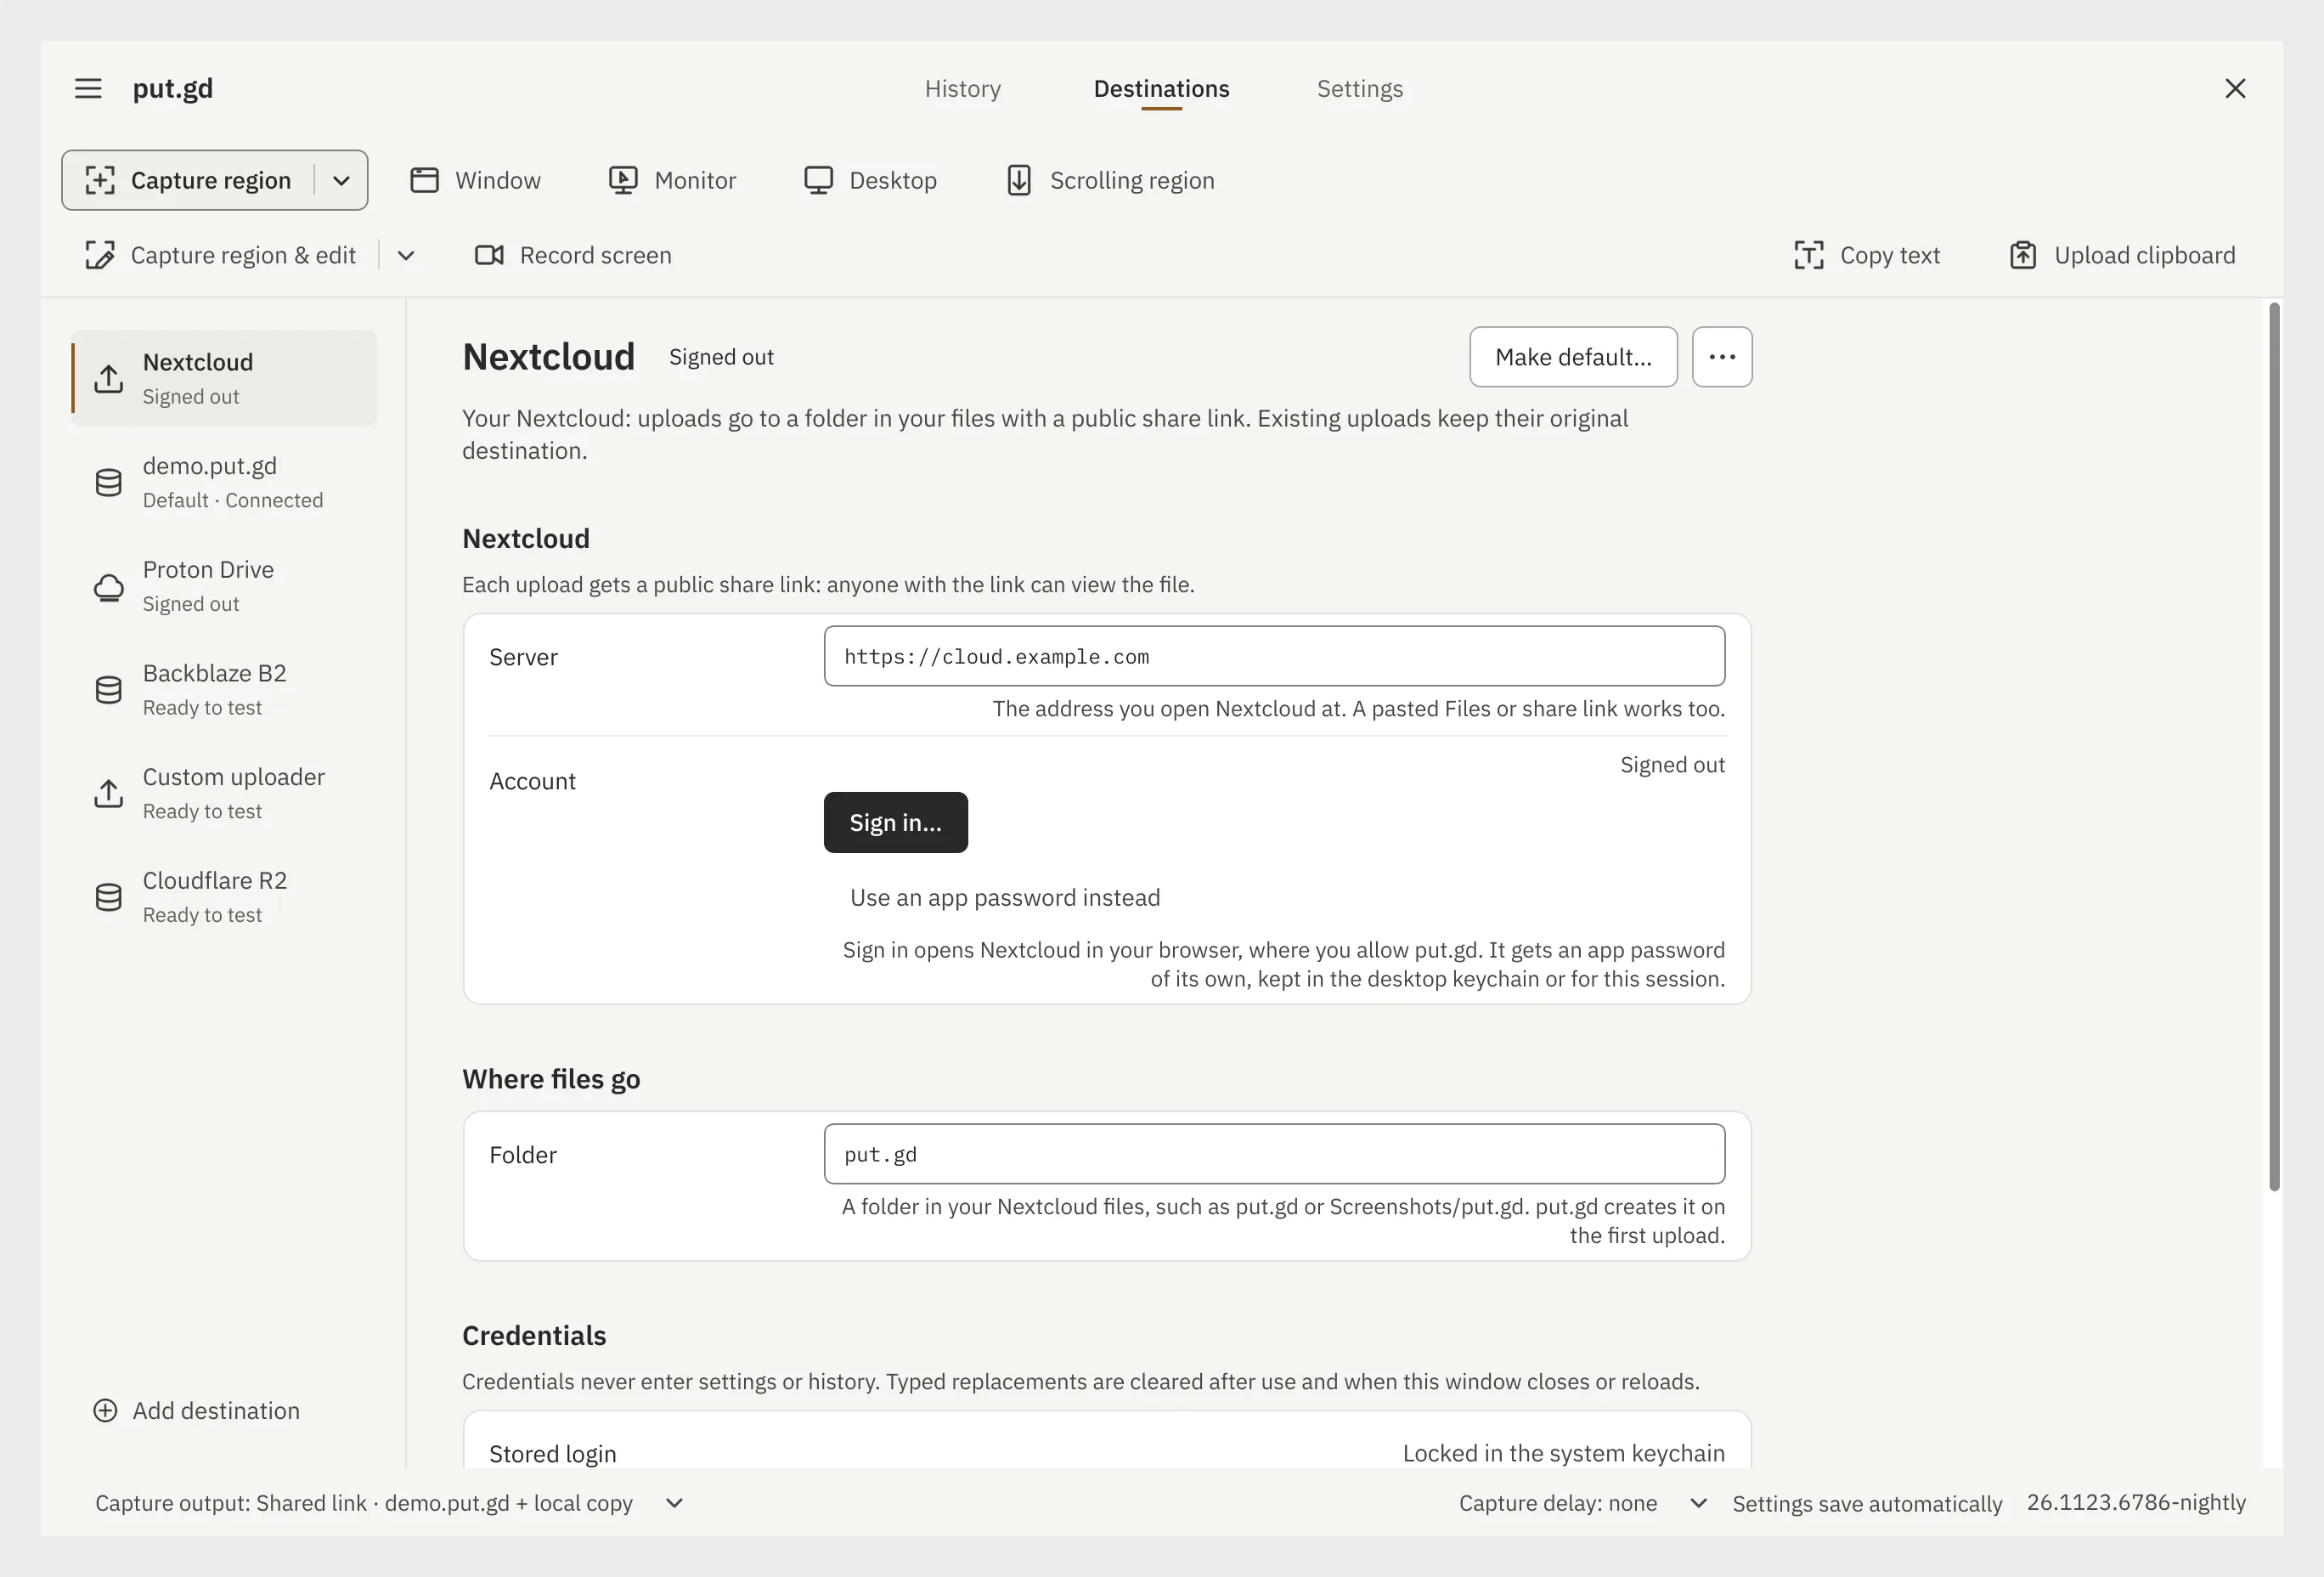 put.gd
History
Destinations
Settings
Capture region
Window
Monitor
Desktop
Scrolling region
Capture region & edit
Record screen
Copy text
Upload clipboard
Nextcloud
Signed out
demo.put.gd
Default · Connected
Proton Drive
Signed out
Backblaze B2
Ready to test
Custom uploader
Ready to test
Cloudflare R2
Ready to test
Add destination
Nextcloud
Signed out
Make default…
Your Nextcloud: uploads go to a folder in your files with a public share link. Existing uploads keep their original
destination.
Nextcloud
Each upload gets a public share link: anyone with the link can view the file.
Server
https://cloud.example.com
The address you open Nextcloud at. A pasted Files or share link works too.
Account
Signed out
Sign in…
Use an app password instead
Sign in opens Nextcloud in your browser, where you allow put.gd. It gets an app password
of its own, kept in the desktop keychain or for this session.
Where files go
Folder
put.gd
A folder in your Nextcloud files, such as put.gd or Screenshots/put.gd. put.gd creates it on
the first upload.
Credentials
Credentials never enter settings or history. Typed replacements are cleared after use and when this window closes or reloads.
Stored login
Locked in the system keychain
Capture output: Shared link · demo.put.gd + local copy
Capture delay: none
Settings save automatically
26.1123.6786-nightly